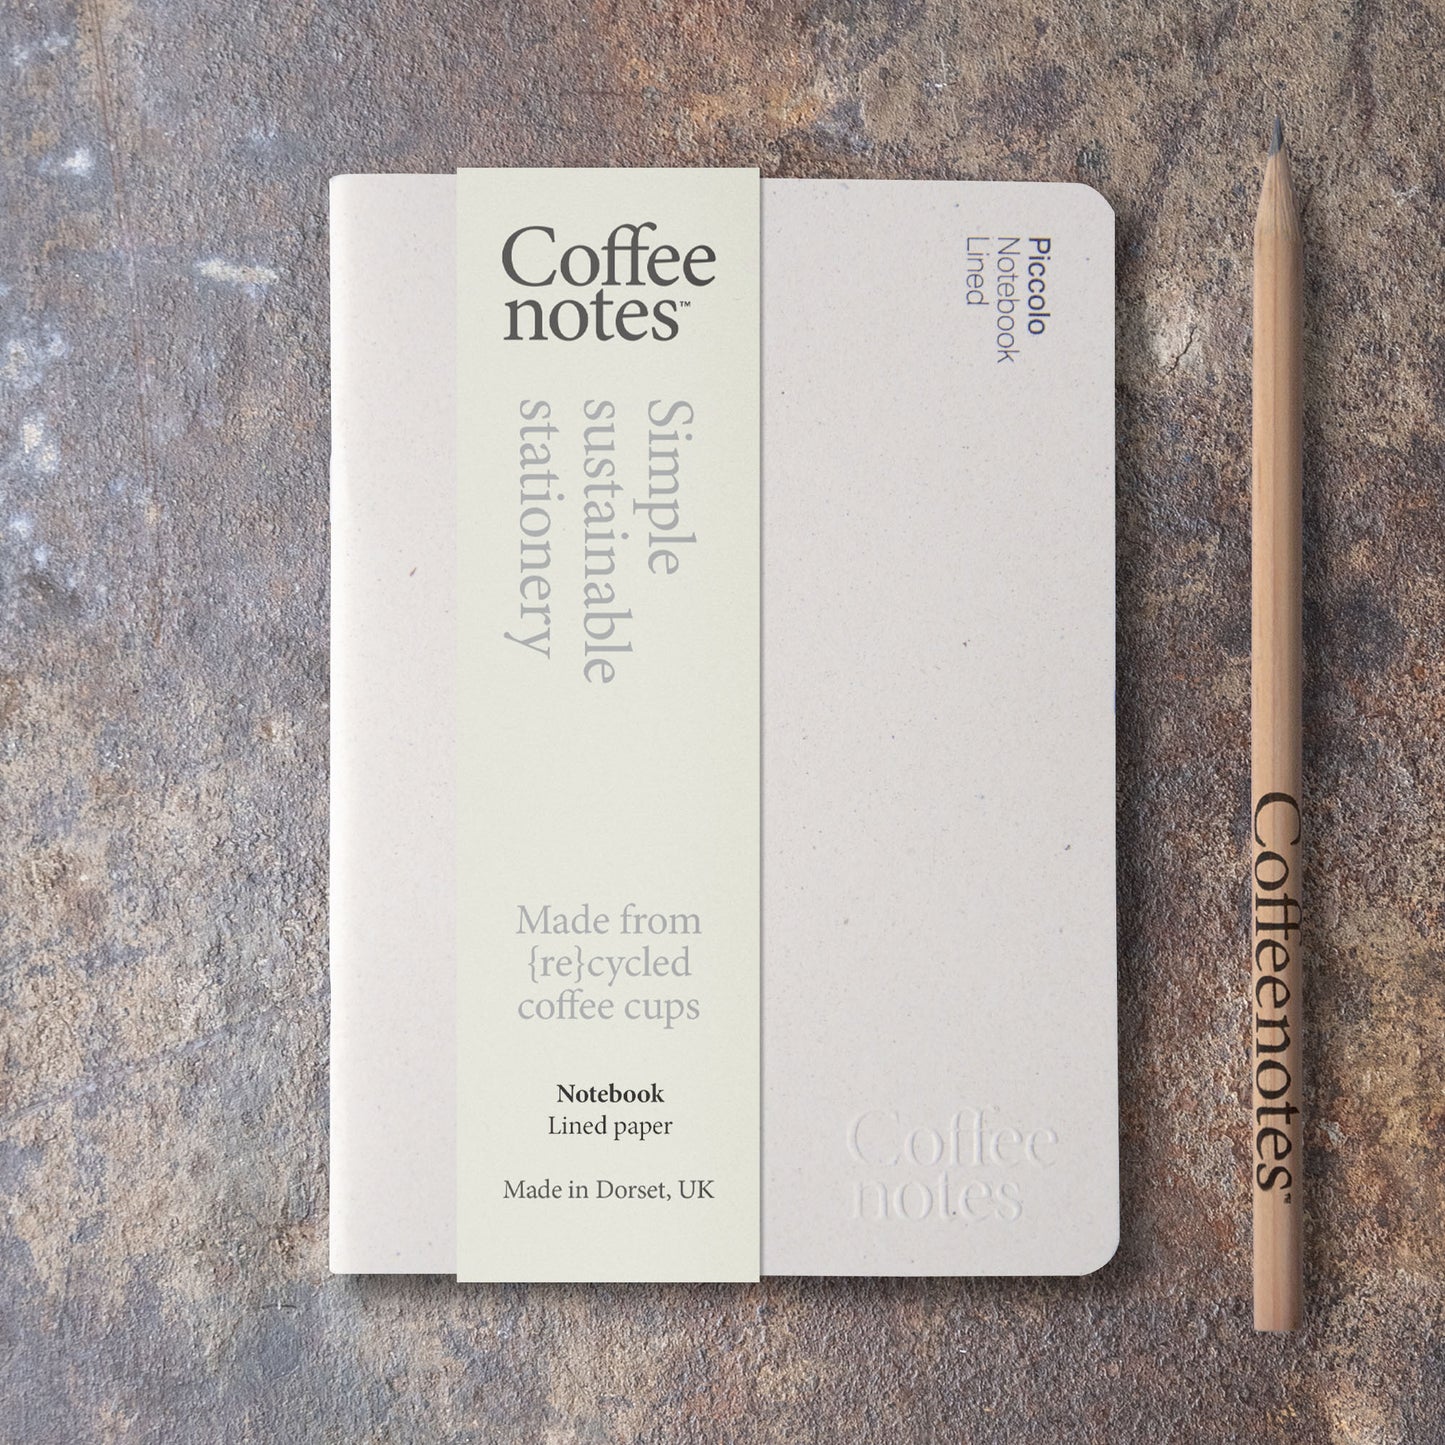 Coffee
notes™
Simple
sustainable
stationery
Made from
{re}cycled
coffee cups
Notebook
Lined paper
Made in Dorset, UK
Piccolo
Notebook
Lined
Coffee
notes
Coffeenotes™